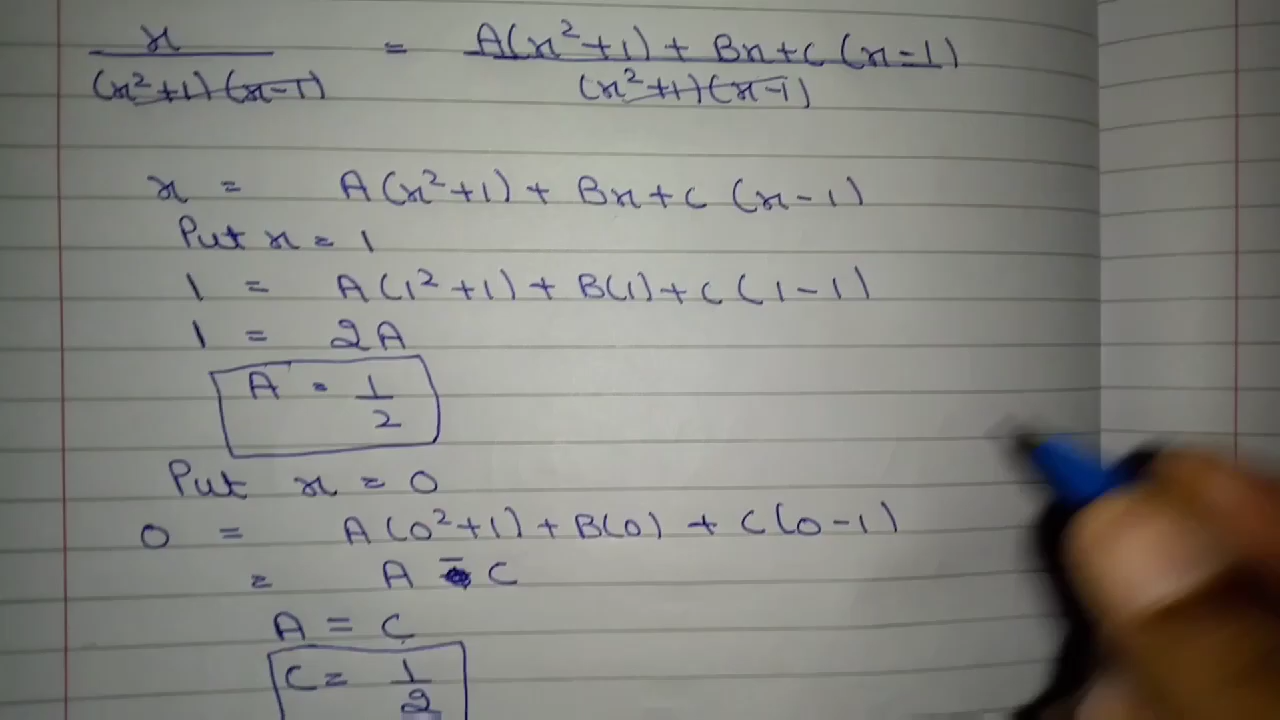 x / (x²+1)(x-1) = A(x²+1) + Bx+C (x-1) / (x²+1)(x-1)
x = A(x²+1) + Bx+C (x-1)
Put x = 1
1 = A(1²+1) + B(1) + C(1-1)
1 = 2A
A = 1/2
Put x = 0
0 = A(0²+1) + B(0) + C(0-1)
= A - C
A = C
C = 1/2